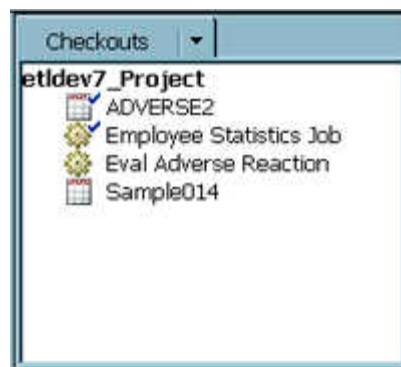 Checkouts
etldev7_Project
ADVERSE2
Employee Statistics Job
Eval Adverse Reaction
Sample014